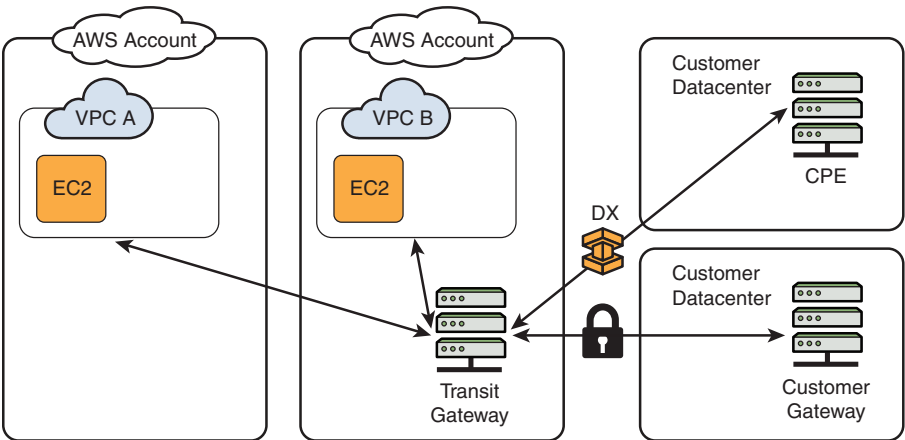 AWS Account
VPC A
EC2
AWS Account
VPC B
EC2
Transit
Gateway
DX
Customer
Datacenter
CPE
Customer
Datacenter
Customer
Gateway